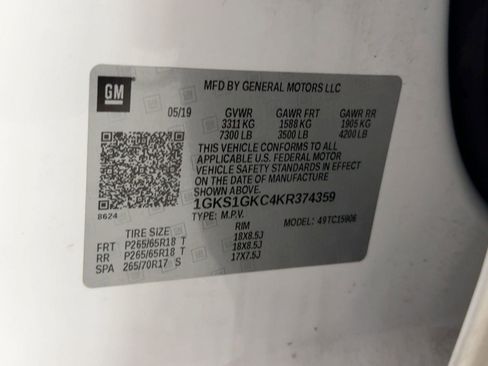 GM
MFD BY GENERAL MOTORS LLC
05/19 GVWR GAWR FRT GAWR RR
3311 KG 1588 KG 1905 KG
7300 LB 3500 LB 4200 LB
THIS VEHICLE CONFORMS TO ALL
APPLICABLE U.S. FEDERAL MOTOR
VEHICLE SAFETY STANDARDS IN EFFECT
ON THE DATE OF MANUFACTURE
SHOWN ABOVE.
1GKS1GKC4KR374359
8624
TYPE: M.P.V. MODEL: 49TC15906
TIRE SIZE RIM
FRT P265/65R18 T 18X8.5J
RR P265/65R18 T 18X8.5J
SPA 265/70R17 S 17X7.5J